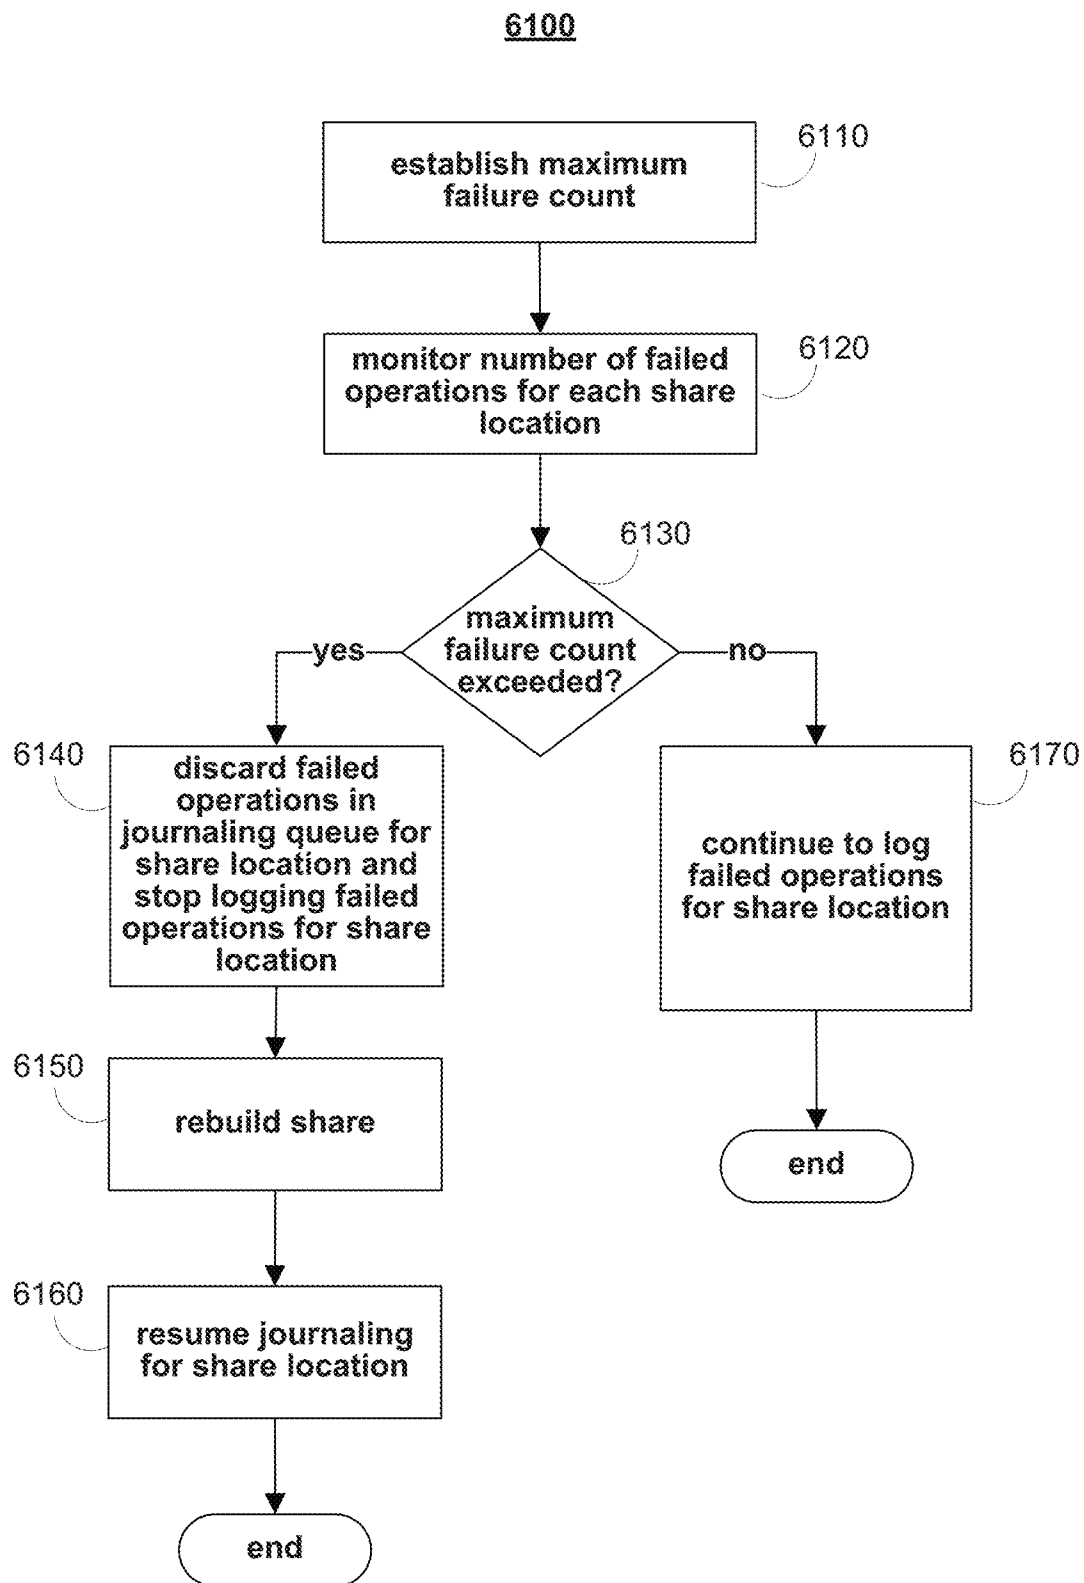 6100
establish maximum
failure count
6110
monitor number of failed
operations for each share
location
6120
maximum
failure count
exceeded?
6130
yes
no
discard failed
operations in
journaling queue for
share location and
stop logging failed
operations for share
location
6140
continue to log
failed operations
for share location
6170
rebuild share
6150
end
resume journaling
for share location
6160
end